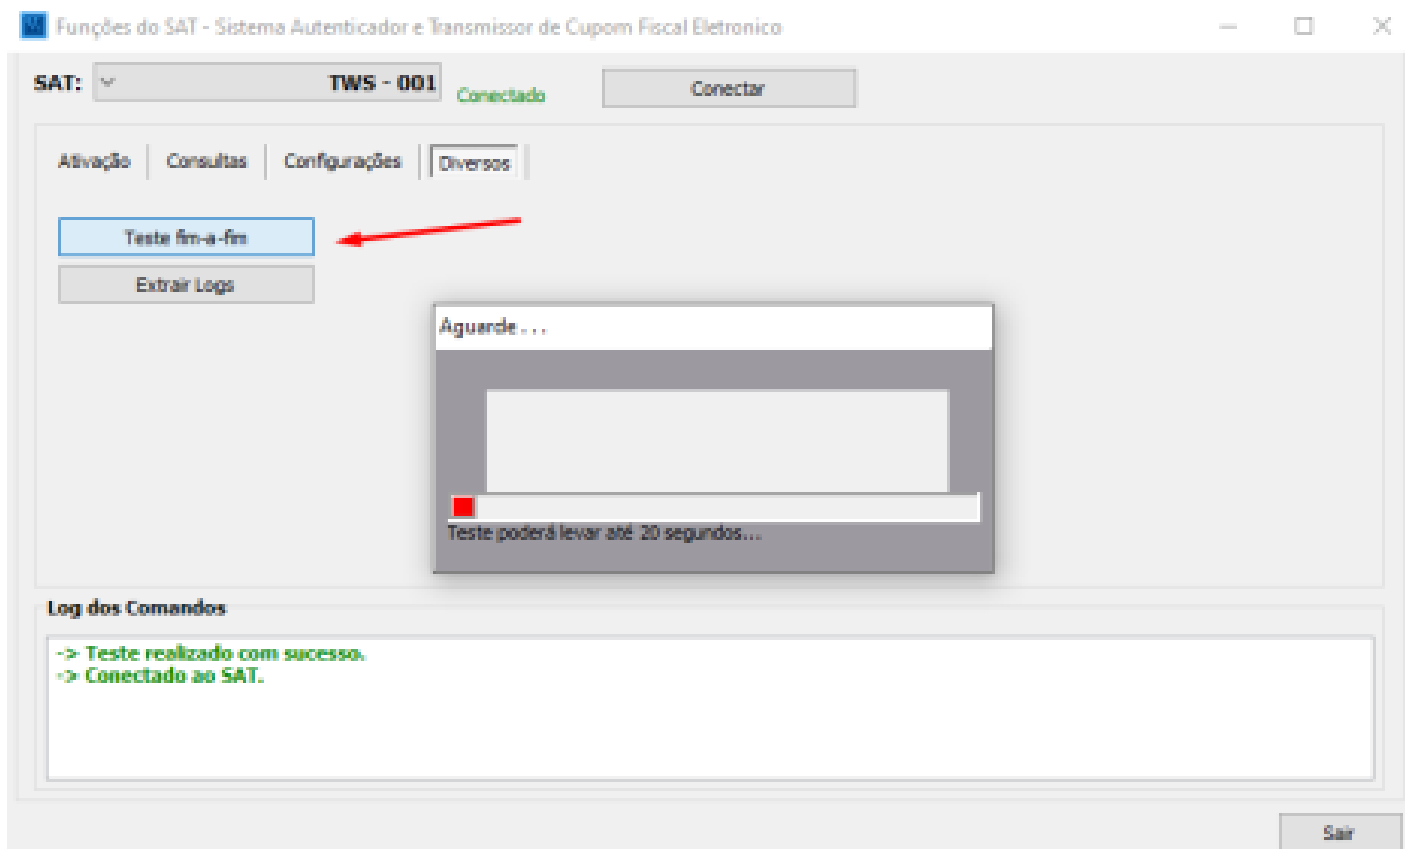 Funções do SAT - Sistema Autenticador e Transmissor de Cupom Fiscal Eletronico
SAT: TWS - 001 Conectado Conectar
Ativação Consultas Configurações Diversos
Teste fim-a-fim
Extrair Logs
Aguarde . . .
Teste poderá levar até 20 segundos...
Log dos Comandos
-> Teste realizado com sucesso.
-> Conectado ao SAT.
Sair